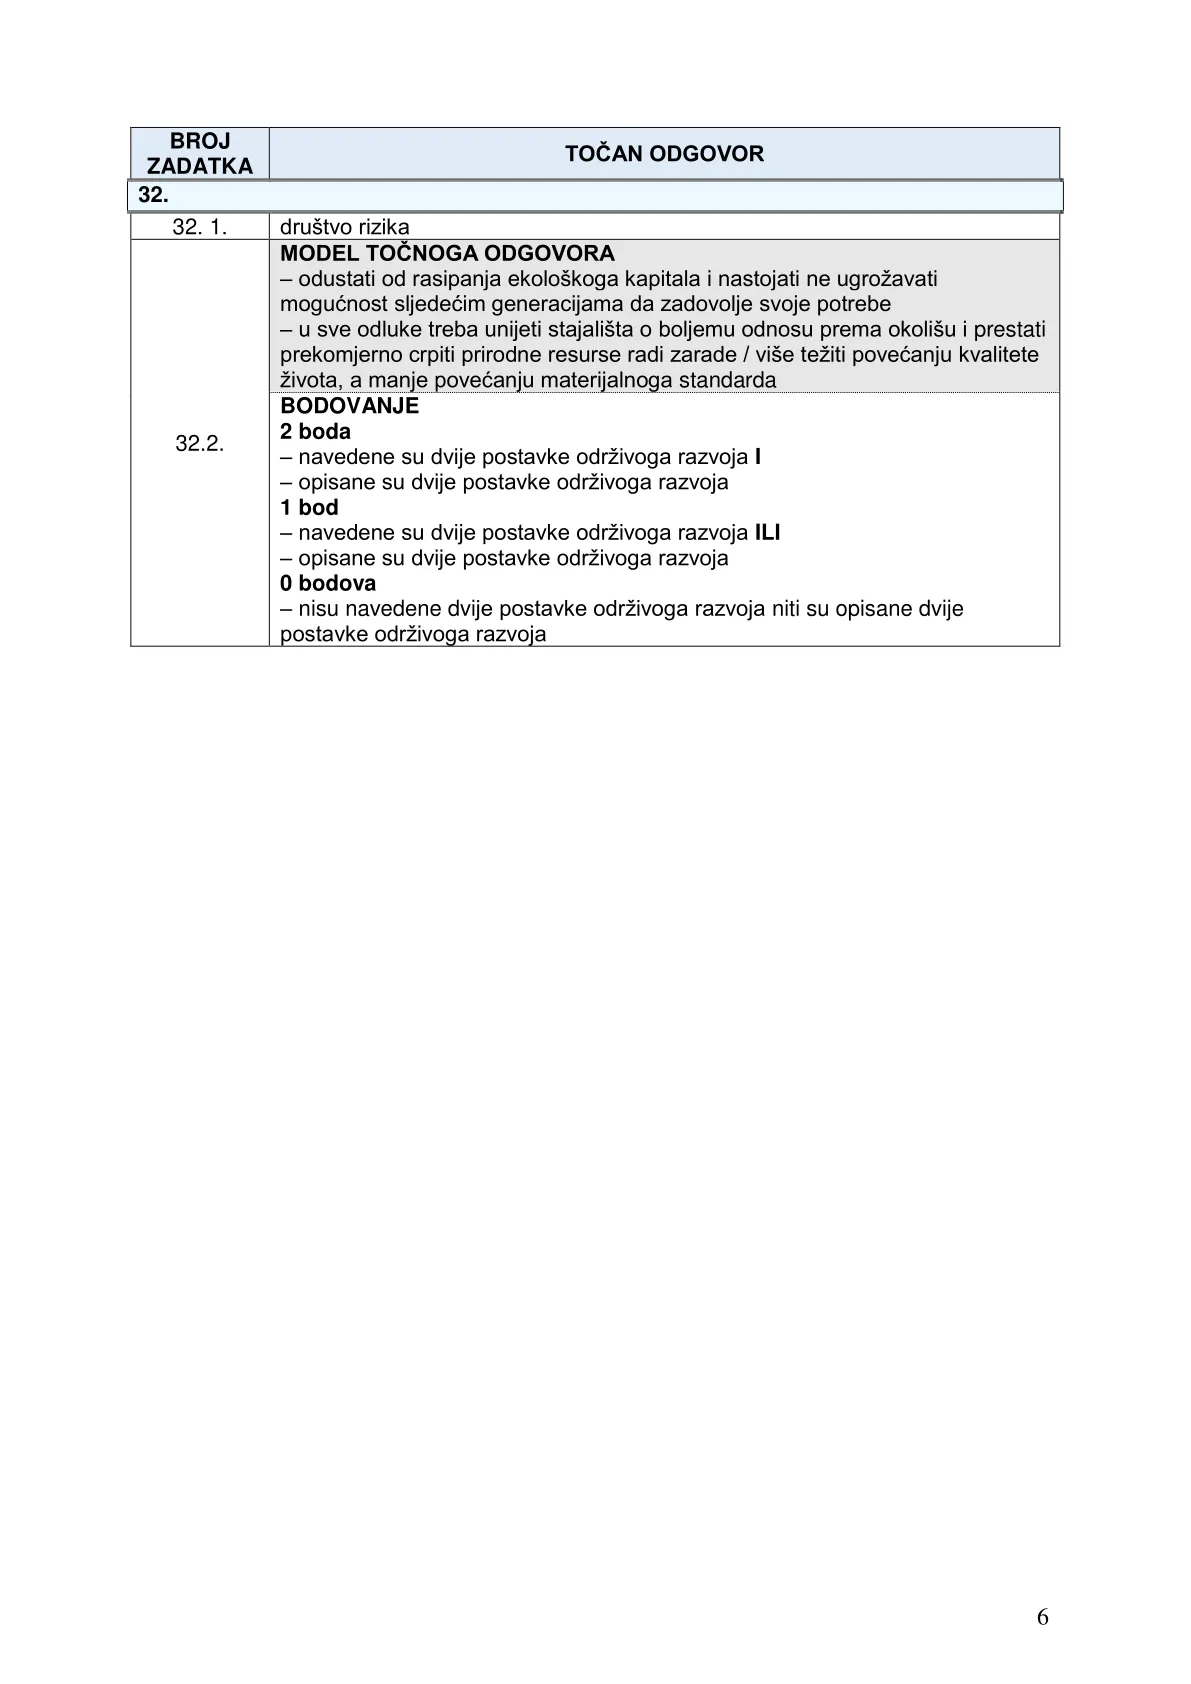 BROJ
ZADATKA
TOČAN ODGOVOR
32.
32. 1.
društvo rizika
MODEL TOČNOGA ODGOVORA
– odustati od rasipanja ekološkoga kapitala i nastojati ne ugrožavati
mogućnost sljedećim generacijama da zadovolje svoje potrebe
– u sve odluke treba unijeti stajališta o boljemu odnosu prema okolišu i prestati
prekomjerno crpiti prirodne resurse radi zarade / više težiti povećanju kvalitete
života, a manje povećanju materijalnoga standarda
32.2.
BODOVANJE
2 boda
– navedene su dvije postavke održivoga razvoja I
– opisane su dvije postavke održivoga razvoja
1 bod
– navedene su dvije postavke održivoga razvoja ILI
– opisane su dvije postavke održivoga razvoja
0 bodova
– nisu navedene dvije postavke održivoga razvoja niti su opisane dvije
postavke održivoga razvoja
6